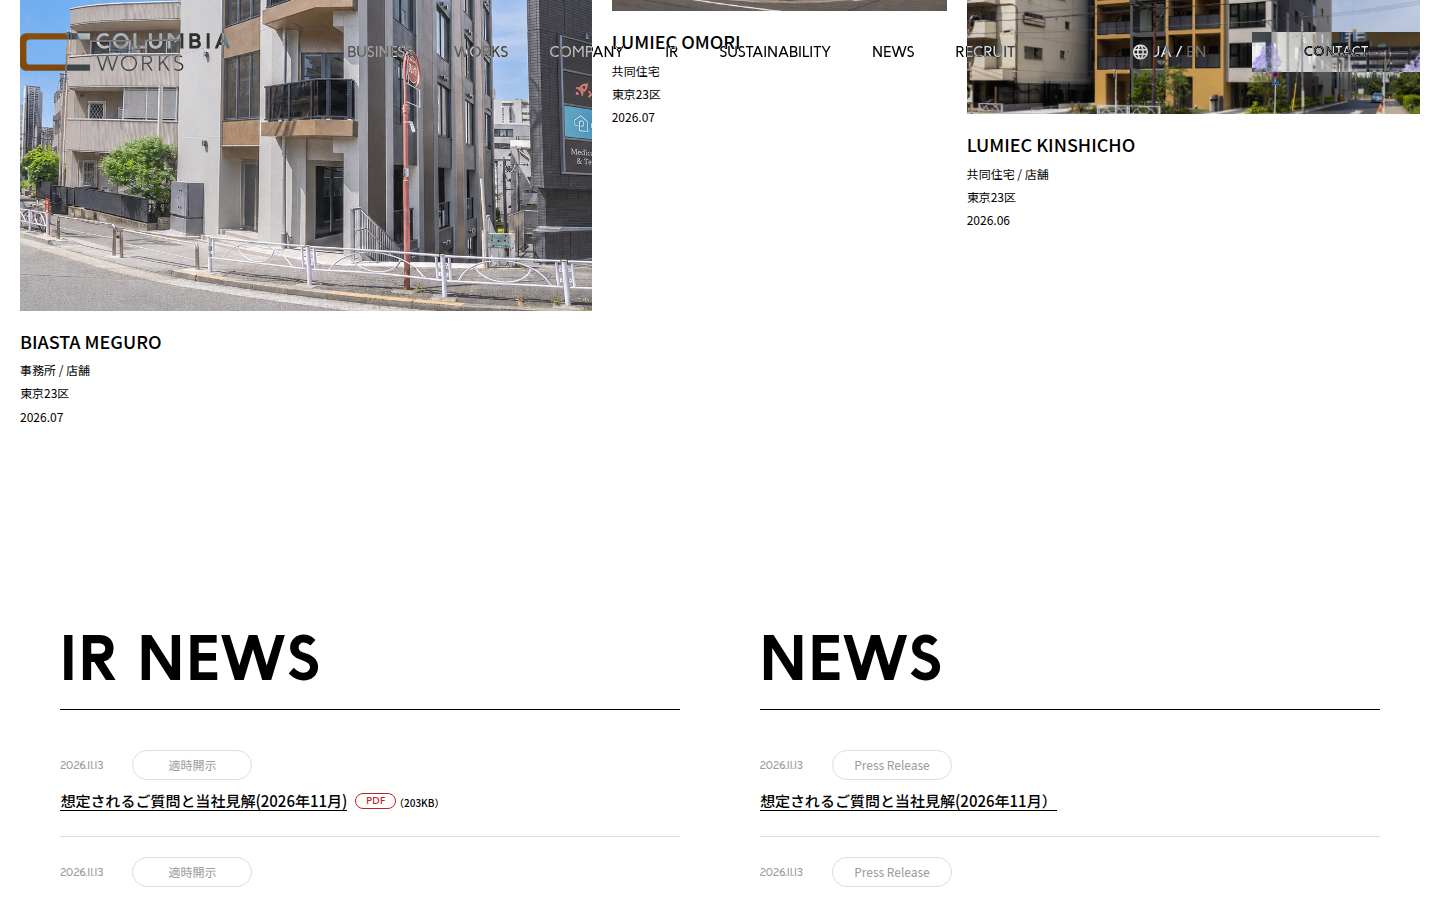 COLUMBIA
WORKS
BUSINESS
WORKS
COMPANY
IR
SUSTAINABILITY
NEWS
RECRUIT
JA / EN
CONTACT
BIASTA MEGURO
事務所 / 店舗
東京23区
2026.07
LUMIEC OMORI
共同住宅
東京23区
2026.07
LUMIEC KINSHICHO
共同住宅 / 店舗
東京23区
2026.06
IR NEWS
2026.11.13 適時開示
想定されるご質問と当社見解(2026年11月) PDF (203KB)
2026.11.13 適時開示
NEWS
2026.11.13 Press Release
想定されるご質問と当社見解(2026年11月）
2026.11.13 Press Release